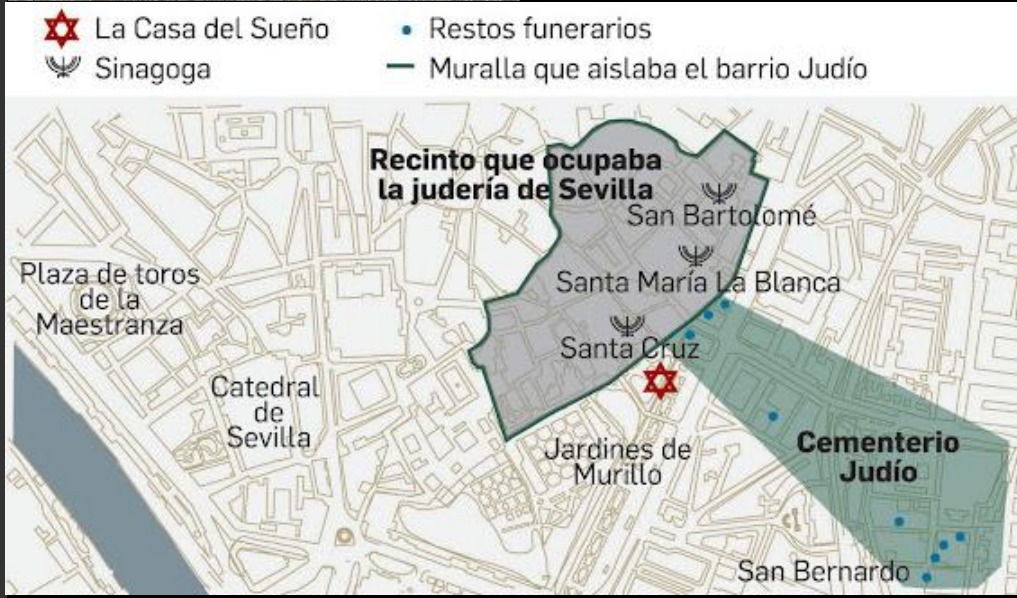 La Casa del Sueño
Sinagoga
Restos funerarios
Muralla que aislaba el barrio Judío
Recinto que ocupaba
la judería de Sevilla
San Bartolomé
Santa María La Blanca
Santa Cruz
Plaza de toros
de la
Maestranza
Catedral
de
Sevilla
Jardines de
Murillo
Cementerio
Judío
San Bernardo